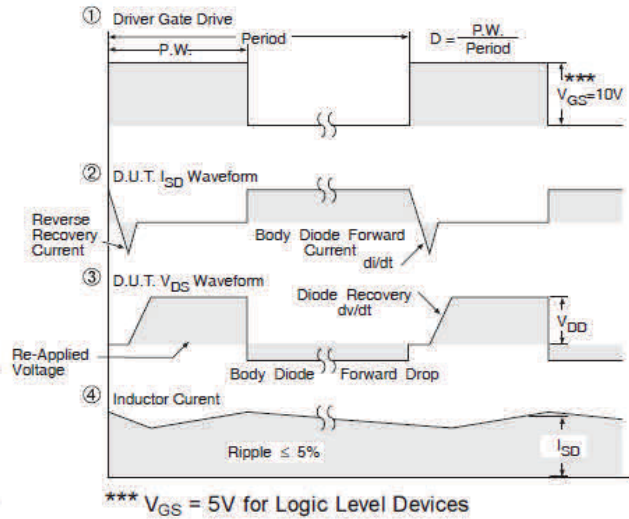 ① Driver Gate Drive
Period
P.W.
D = P.W.
Period
***
VGS=10V
② D.U.T. ISD Waveform
Reverse
Recovery
Current
Body Diode Forward
Current
di/dt
③ D.U.T. VDS Waveform
Diode Recovery
dv/dt
VDD
Re-Applied
Voltage
Body Diode Forward Drop
④ Inductor Curent
Ripple ≤ 5%
ISD
*** VGS = 5V for Logic Level Devices